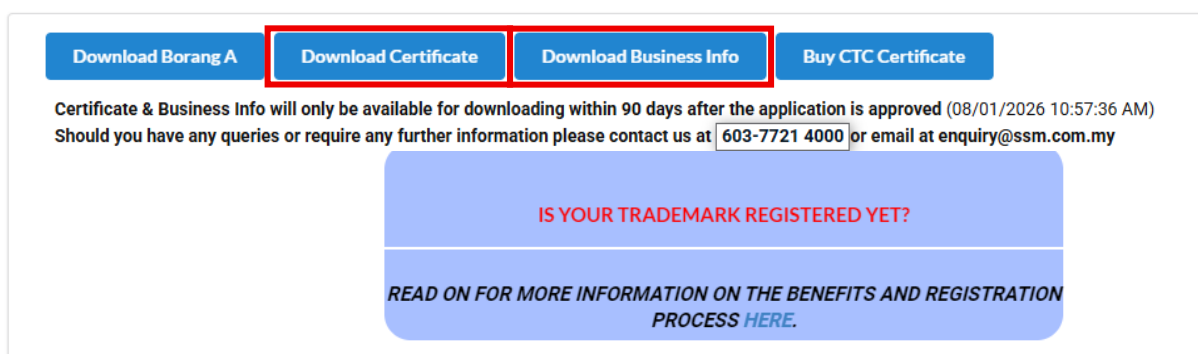 Download Borang A Download Certificate Download Business Info Buy CTC Certificate
Certificate & Business Info will only be available for downloading within 90 days after the application is approved (08/01/2026 10:57:36 AM)
Should you have any queries or require any further information please contact us at 603-7721 4000 or email at enquiry@ssm.com.my
IS YOUR TRADEMARK REGISTERED YET?
READ ON FOR MORE INFORMATION ON THE BENEFITS AND REGISTRATION
PROCESS HERE.